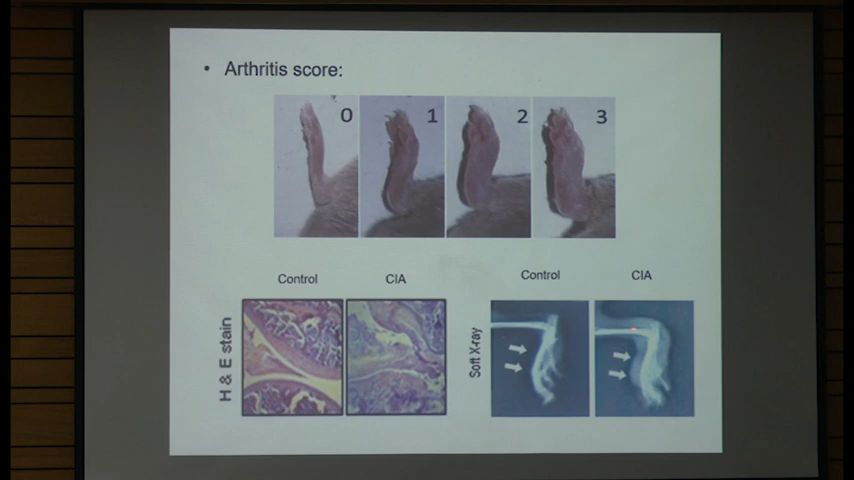 • Arthritis score:
0 1 2 3
Control CIA
H & E stain
Control CIA
Soft X-ray